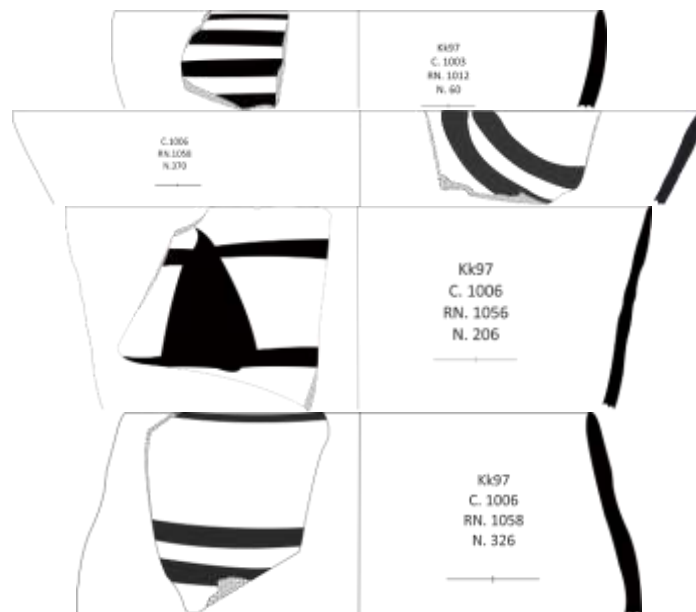 Kk97
C. 1003
RN. 1012
N. 60
C.1006
RN.1058
N.370
Kk97
C. 1006
RN. 1056
N. 206
Kk97
C. 1006
RN. 1058
N. 326